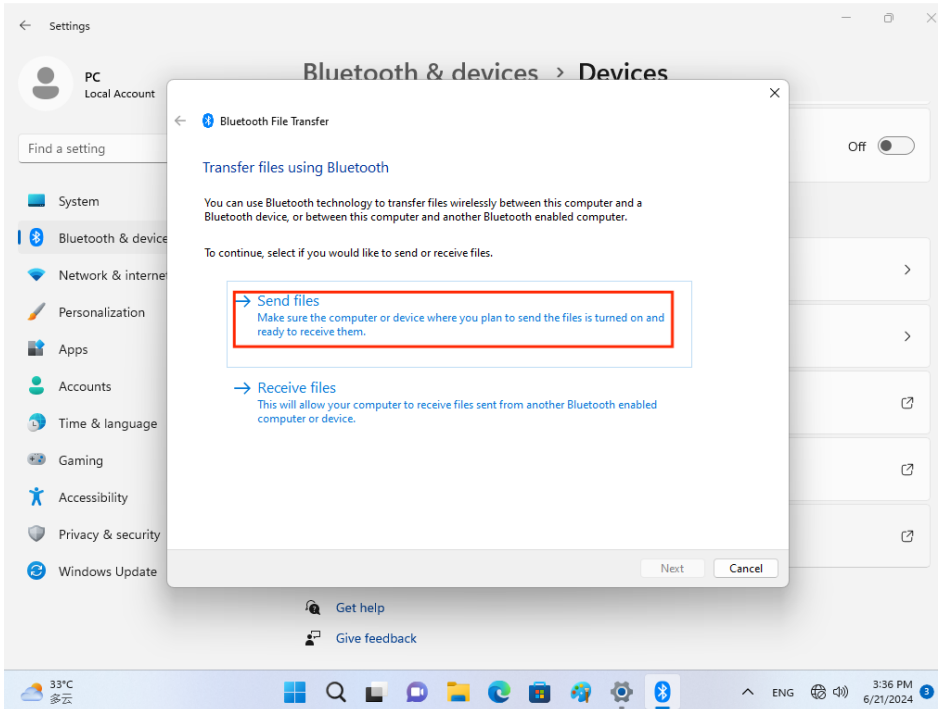 Settings
PC
Local Account
Find a setting
System
Bluetooth & device
Network & interne
Personalization
Apps
Accounts
Time & language
Gaming
Accessibility
Privacy & security
Windows Update
Bluetooth & devices > Devices
Off
Bluetooth File Transfer
Transfer files using Bluetooth
You can use Bluetooth technology to transfer files wirelessly between this computer and a
Bluetooth device, or between this computer and another Bluetooth enabled computer.
To continue, select if you would like to send or receive files.
Send files
Make sure the computer or device where you plan to send the files is turned on and
ready to receive them.
Receive files
This will allow your computer to receive files sent from another Bluetooth enabled
computer or device.
Next
Cancel
Get help
Give feedback
33°C
多云
ENG
3:36 PM
6/21/2024
3